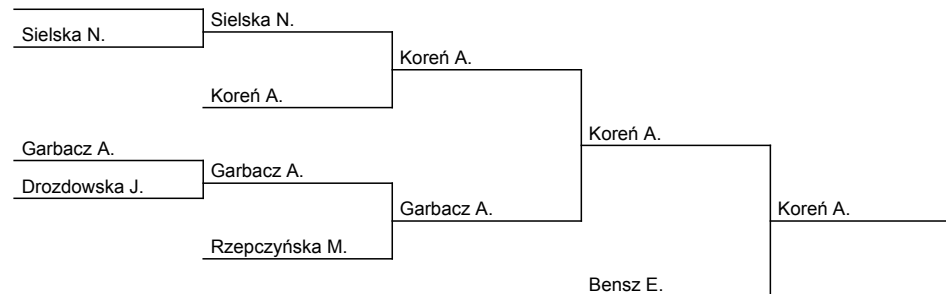 Sielska N.
Sielska N.
Koreń A.
Koreń A.
Koreń A.
Garbacz A.
Garbacz A.
Drozdowska J.
Garbacz A.
Koreń A.
Rzepczyńska M.
Bensz E.